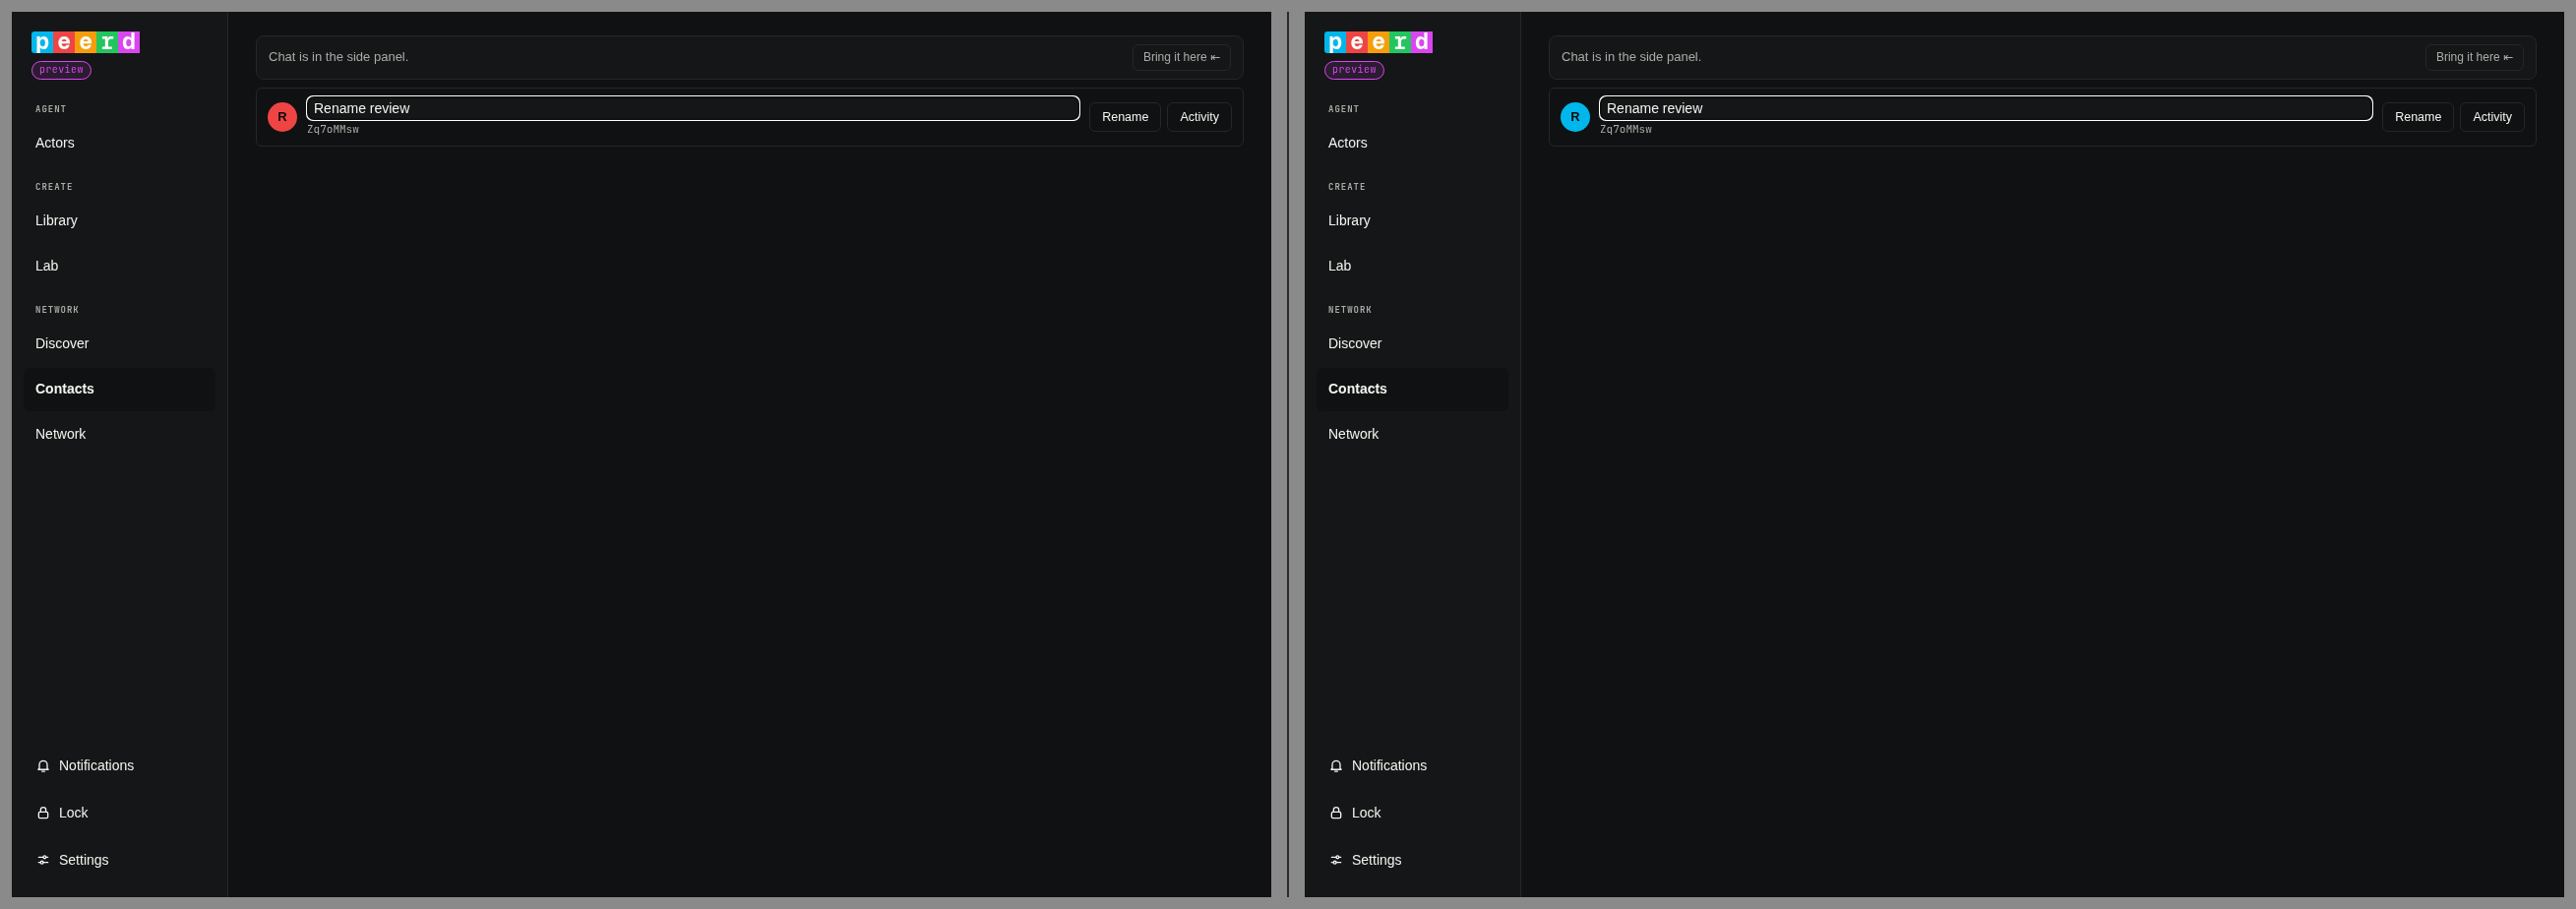 peerd
preview
AGENT
Actors
CREATE
Library
Lab
NETWORK
Discover
Contacts
Network
Notifications
Lock
Settings
Chat is in the side panel.
Bring it here ⇤
R
Rename review
Zq7oMMsw
Rename
Activity
peerd
preview
AGENT
Actors
CREATE
Library
Lab
NETWORK
Discover
Contacts
Network
Notifications
Lock
Settings
Chat is in the side panel.
Bring it here ⇤
R
Rename review
Zq7oMMsw
Rename
Activity